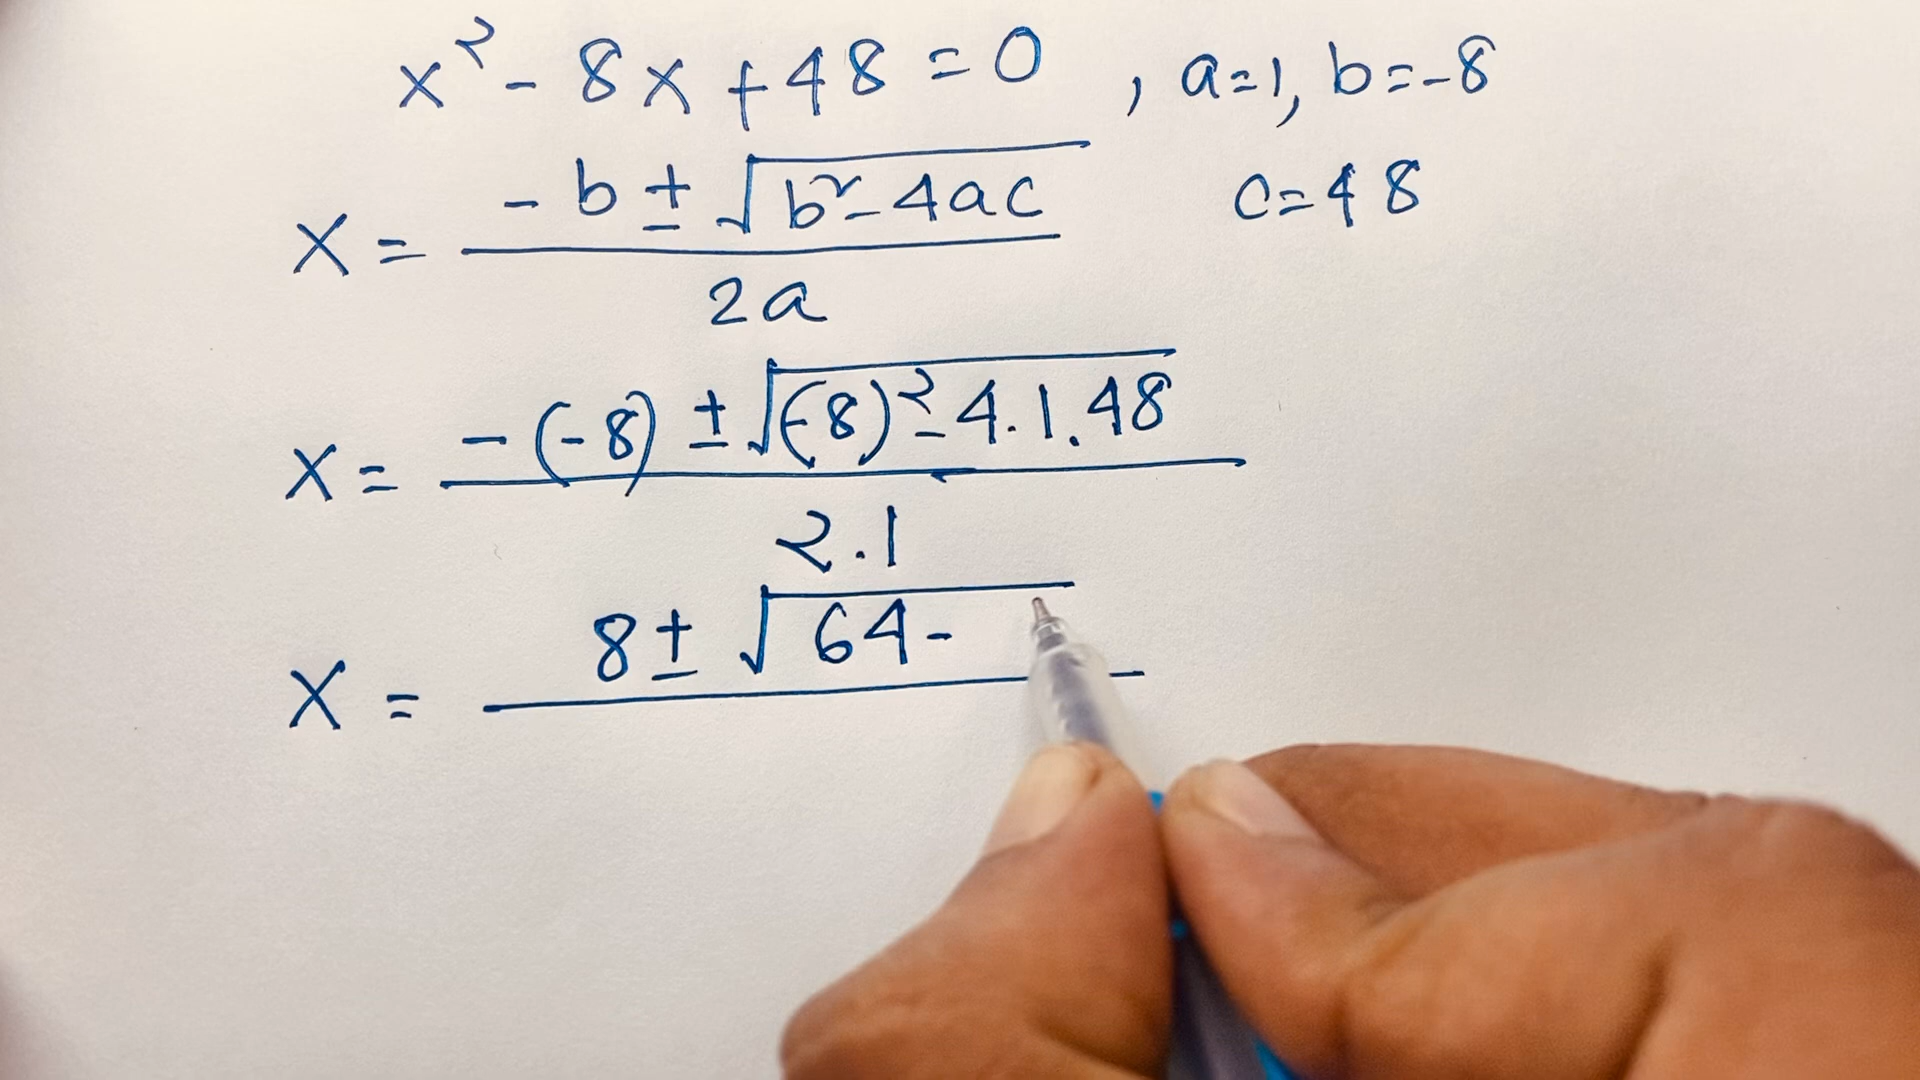 x² - 8x + 48 = 0 , a=1, b=-8
c=48
x = (-b ± √(b²-4ac)) / 2a
x = (-(-8) ± √((-8)²-4.1.48)) / 2.1
x = 8 ± √64-